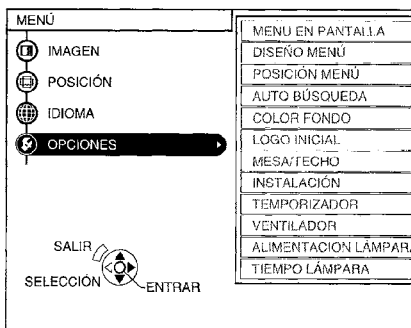 MENÚ
IMAGEN
POSICIÓN
IDIOMA
OPCIONES
SALIR
SELECCIÓN
ENTRAR
MENU EN PANTALLA
DISEÑO MENÚ
POSICIÓN MENÚ
AUTO BÚSQUEDA
COLOR FONDO
LOGO INICIAL
MESA/TECHO
INSTALACIÓN
TEMPORIZADOR
VENTILADOR
ALIMENTACION LÁMPARA
TIEMPO LÁMPARA